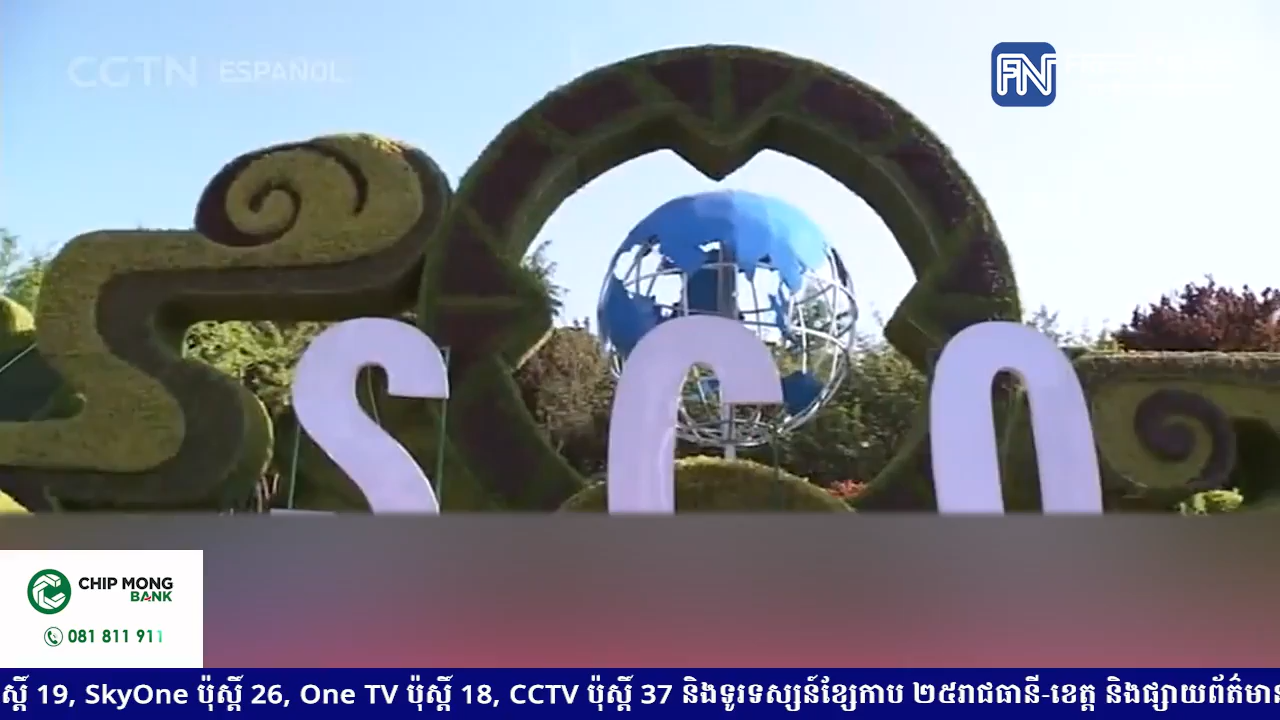 CGTN ESPAÑOL
FN
SCO
CHIP MONG
BANK
081 811 911
ស្តិ៍ 19, SkyOne ប៉ុស្តិ៍ 26, One TV ប៉ុស្តិ៍ 18, CCTV ប៉ុស្តិ៍ 37 និងទូរទស្សន៍ខ្សែកាប ២៥រាជធានី-ខេត្ត និងផ្សាយព័ត៌មាន